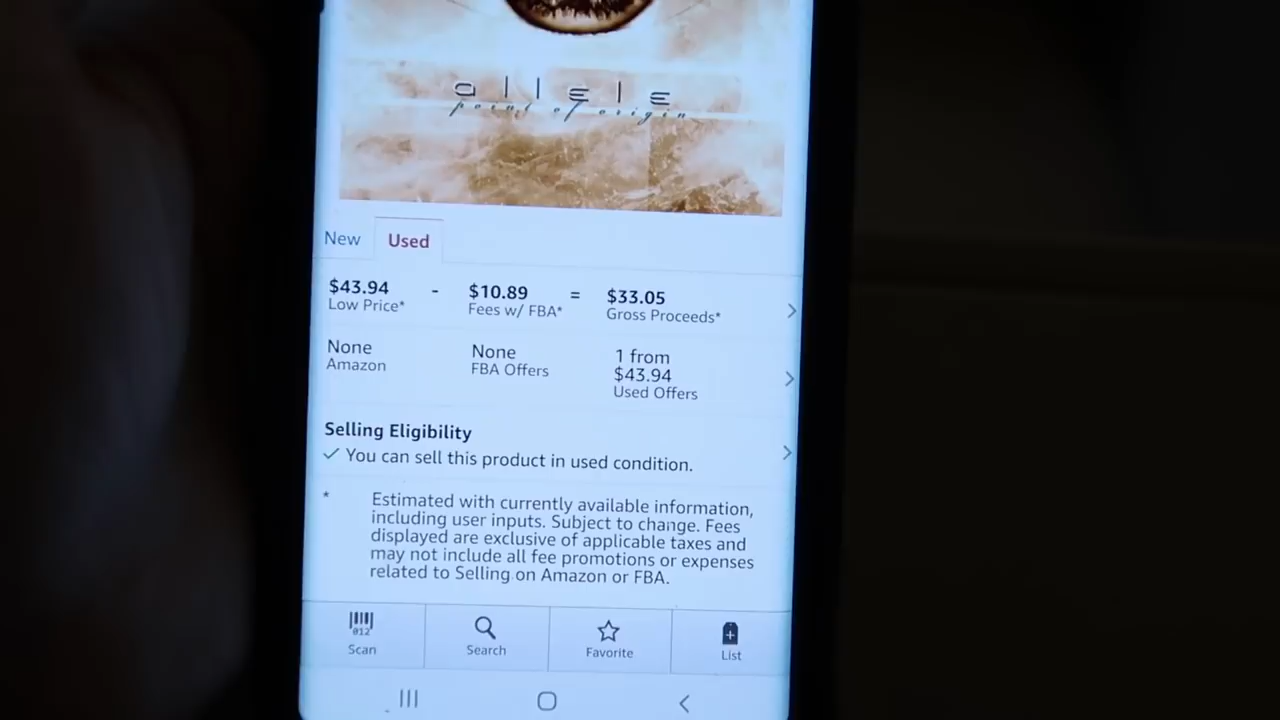 allele
point of origin
New Used
$43.94 - $10.89 = $33.05
Low Price* Fees w/ FBA* Gross Proceeds*
None None 1 from
Amazon FBA Offers $43.94
Used Offers
Selling Eligibility
✓ You can sell this product in used condition.
* Estimated with currently available information,
including user inputs. Subject to change. Fees
displayed are exclusive of applicable taxes and
may not include all fee promotions or expenses
related to Selling on Amazon or FBA.
012
Scan Search Favorite List